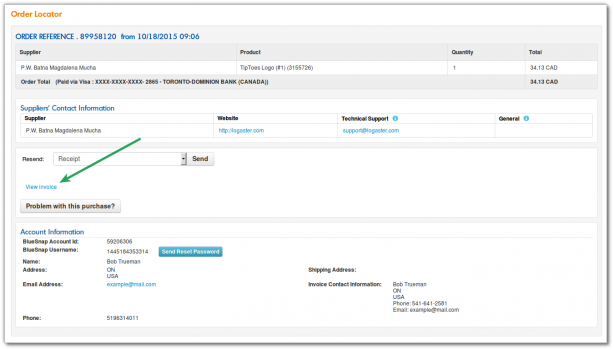 Order Locator
ORDER REFERENCE . 89958120 from 10/18/2015 09:06
Supplier Product Quantity Total
P.W. Batna Magdalena Mucha TipToes Logo (#1) (3155726) 1 34.13 CAD
Order Total (Paid via Visa : XXXX-XXXX-XXXX- 2865 - TORONTO-DOMINION BANK (CANADA)) 34.13 CAD
Suppliers' Contact Information
Supplier Website Technical Support General
P.W. Batna Magdalena Mucha http://logaster.com support@logaster.com
Resend: Receipt Send
View invoice
Problem with this purchase?
Account Information
BlueSnap Account Id: 59206306
BlueSnap Username: 1445164353314 Send Reset Password
Name: Bob Trueman
Address: ON Shipping Address:
USA
Email Address: example@mail.com Invoice Contact Information: Bob Trueman
ON
USA
Phone: 541-641-2581
Email: example@mail.com
Phone: 5196314011